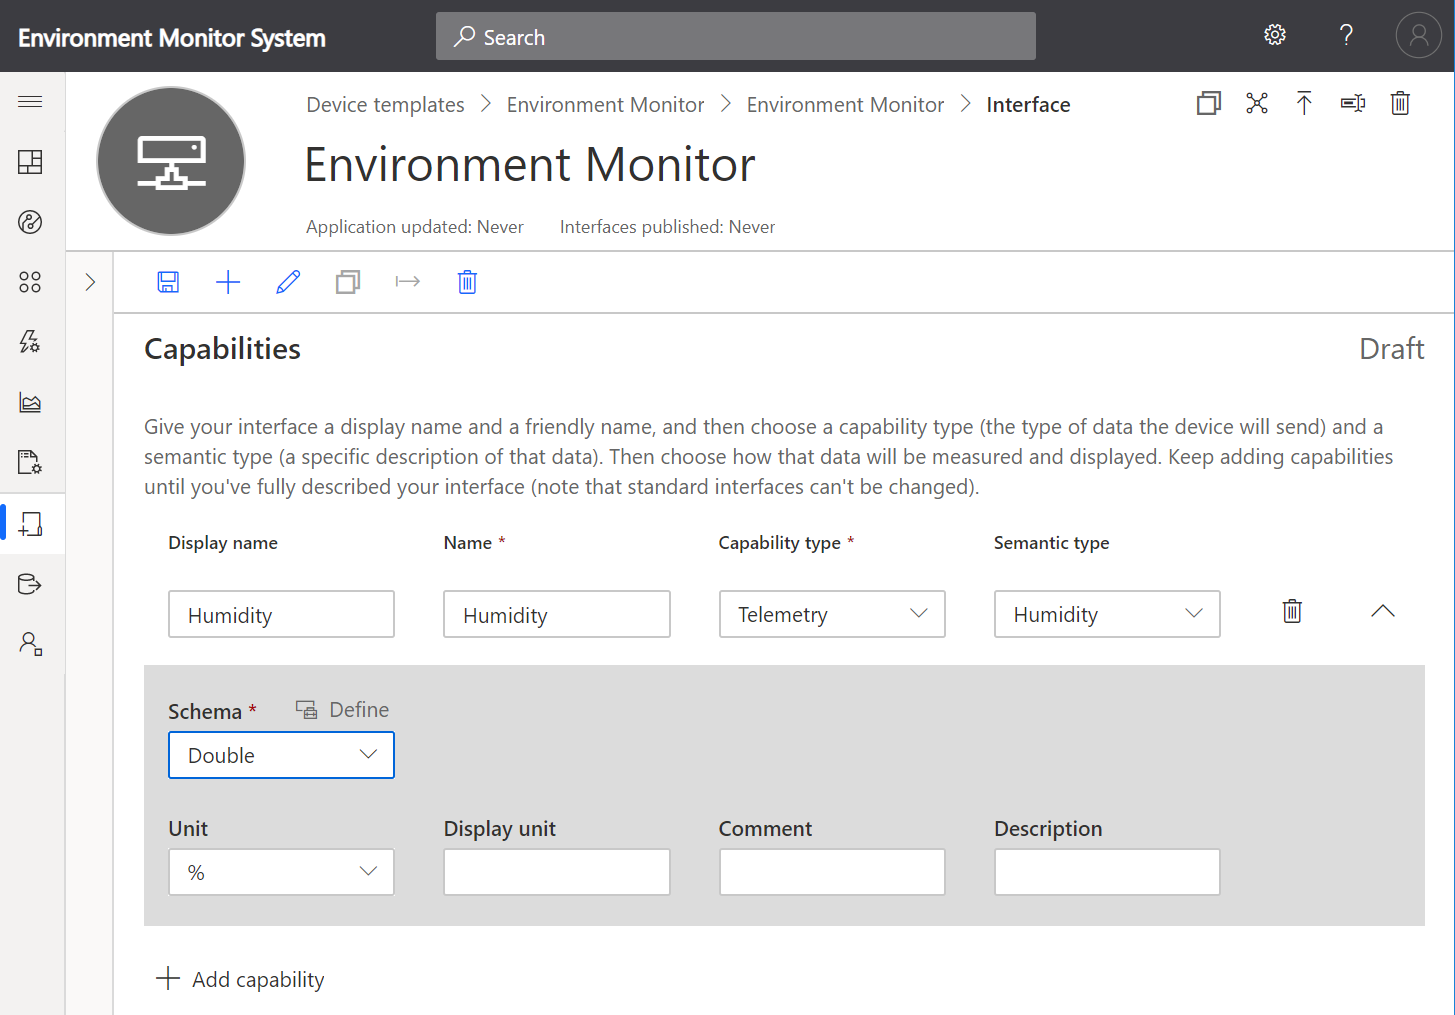 Environment Monitor System
Search
?
Device templates > Environment Monitor > Environment Monitor > Interface
Environment Monitor
Application updated: Never Interfaces published: Never
Capabilities Draft
Give your interface a display name and a friendly name, and then choose a capability type (the type of data the device will send) and a
semantic type (a specific description of that data). Then choose how that data will be measured and displayed. Keep adding capabilities
until you've fully described your interface (note that standard interfaces can't be changed).
Display name Name * Capability type * Semantic type
Humidity Humidity Telemetry Humidity
Schema * Define
Double
Unit Display unit Comment Description
%
Add capability